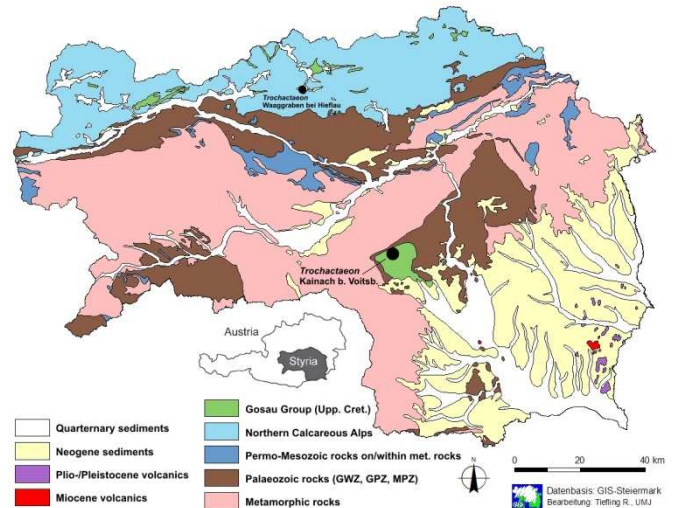 Trochactaeon
Waaggraben bei Hieflau
Trochactaeon
Kainach b. Voitsb.
Austria
Styria
Quarternary sediments
Neogene sediments
Plio-/Pleistocene volcanics
Miocene volcanics
Gosau Group (Upp. Cret.)
Northern Calcareous Alps
Permo-Mesozoic rocks on/within met. rocks
Palaeozoic rocks (GWZ, GPZ, MPZ)
Metamorphic rocks
N
0 20 40 km
Datenbasis: GIS-Steiermark
Bearbeitung: Tiefling R., UMJ